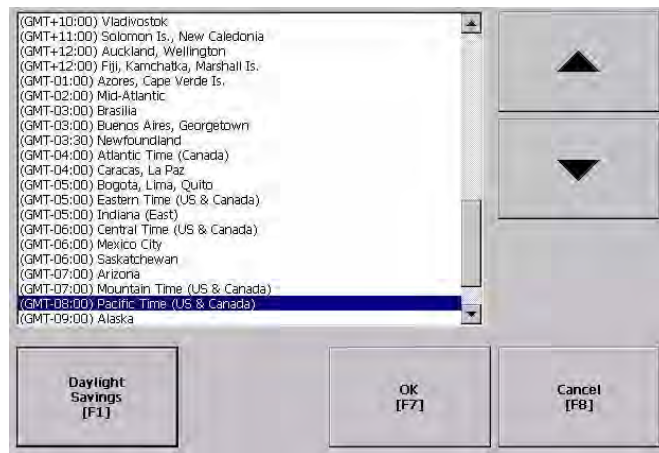 (GMT+10:00) Vladivostok
(GMT+11:00) Solomon Is., New Caledonia
(GMT+12:00) Auckland, Wellington
(GMT+12:00) Fiji, Kamchatka, Marshall Is.
(GMT-01:00) Azores, Cape Verde Is.
(GMT-02:00) Mid-Atlantic
(GMT-03:00) Brasilia
(GMT-03:00) Buenos Aires, Georgetown
(GMT-03:30) Newfoundland
(GMT-04:00) Atlantic Time (Canada)
(GMT-04:00) Caracas, La Paz
(GMT-05:00) Bogota, Lima, Quito
(GMT-05:00) Eastern Time (US & Canada)
(GMT-05:00) Indiana (East)
(GMT-06:00) Central Time (US & Canada)
(GMT-06:00) Mexico City
(GMT-06:00) Saskatchewan
(GMT-07:00) Arizona
(GMT-07:00) Mountain Time (US & Canada)
(GMT-08:00) Pacific Time (US & Canada)
(GMT-09:00) Alaska
Daylight
Savings
[F1]
OK
[F7]
Cancel
[F8]